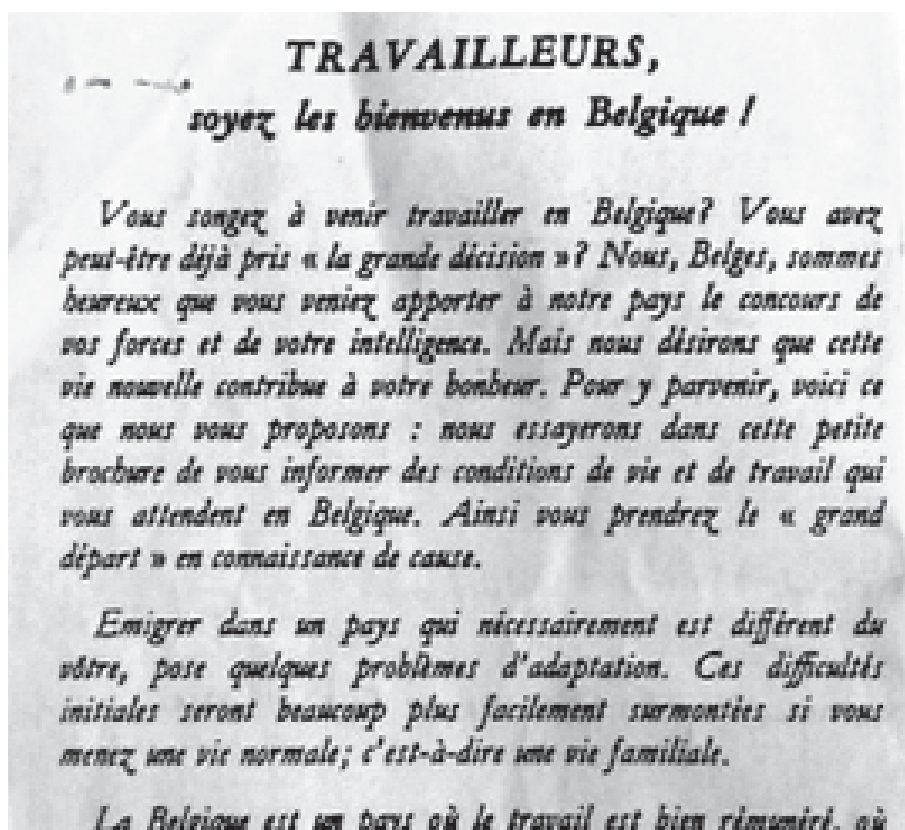 TRAVAILLEURS,
soyez les bienvenus en Belgique !
Vous songez à venir travailler en Belgique? Vous avez
peut-être déjà pris « la grande décision »? Nous, Belges, sommes
heureux que vous veniez apporter à notre pays le concours de
vos forces et de votre intelligence. Mais nous désirons que cette
vie nouvelle contribue à votre bonheur. Pour y parvenir, voici ce
que nous vous proposons : nous essayerons dans cette petite
brochure de vous informer des conditions de vie et de travail qui
vous attendent en Belgique. Ainsi vous prendrez le « grand
départ » en connaissance de cause.
Emigrer dans un pays qui nécessairement est différent du
vôtre, pose quelques problèmes d'adaptation. Ces difficultés
initiales seront beaucoup plus facilement surmontées si vous
menez une vie normale; c'est-à-dire une vie familiale.
La Belgique est un pays où le travail est bien rémunéré, où